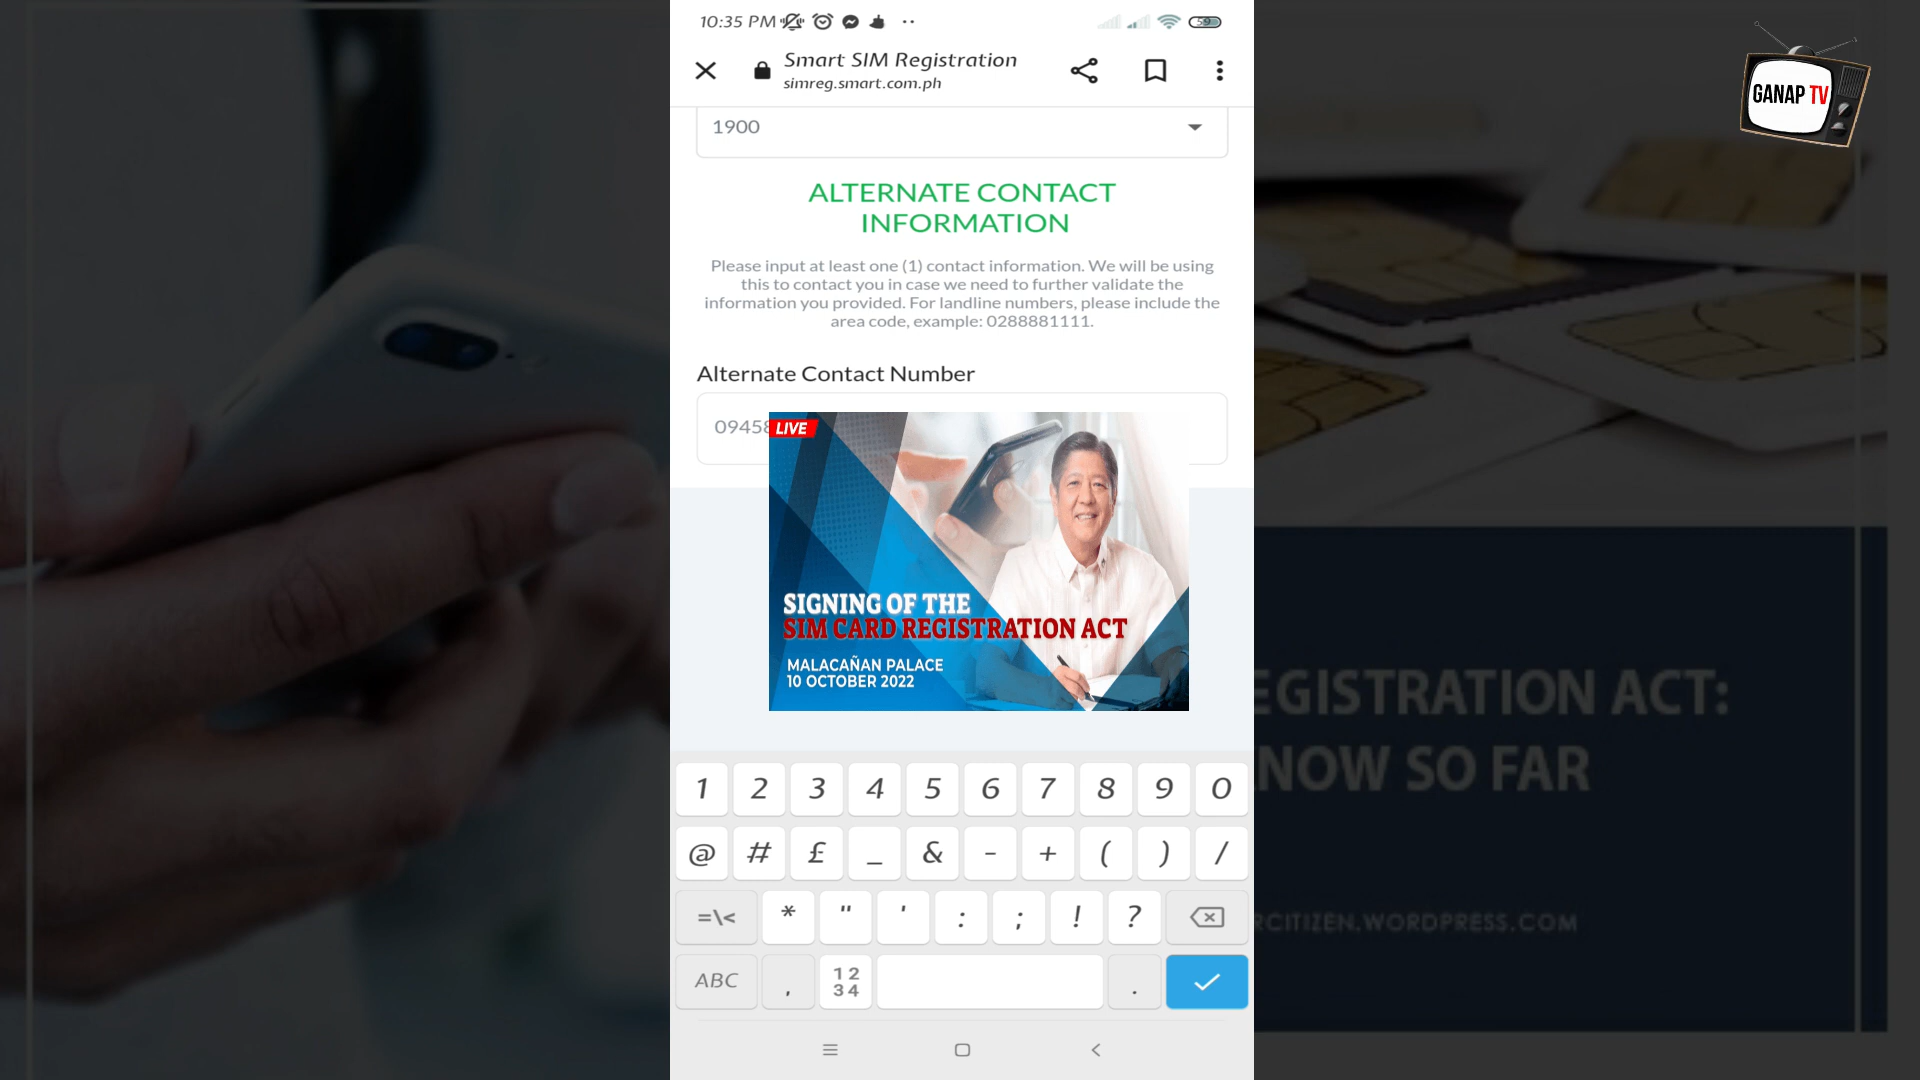 10:35 PM
59
Smart SIM Registration
simreg.smart.com.ph
GANAP TV
1900
ALTERNATE CONTACT
INFORMATION
Please input at least one (1) contact information. We will be using
this to contact you in case we need to further validate the
information you provided. For landline numbers, please include the
area code, example: 0288881111.
Alternate Contact Number
09458
LIVE
SIGNING OF THE
SIM CARD REGISTRATION ACT
MALACAÑAN PALACE
10 OCTOBER 2022
EGISTRATION ACT:
NOW SO FAR
RCITIZEN.WORDPRESS.COM
1 2 3 4 5 6 7 8 9 0
@ # £ _ & - + ( ) /
=\< * " ' : ; ! ?
ABC , 12 34 .